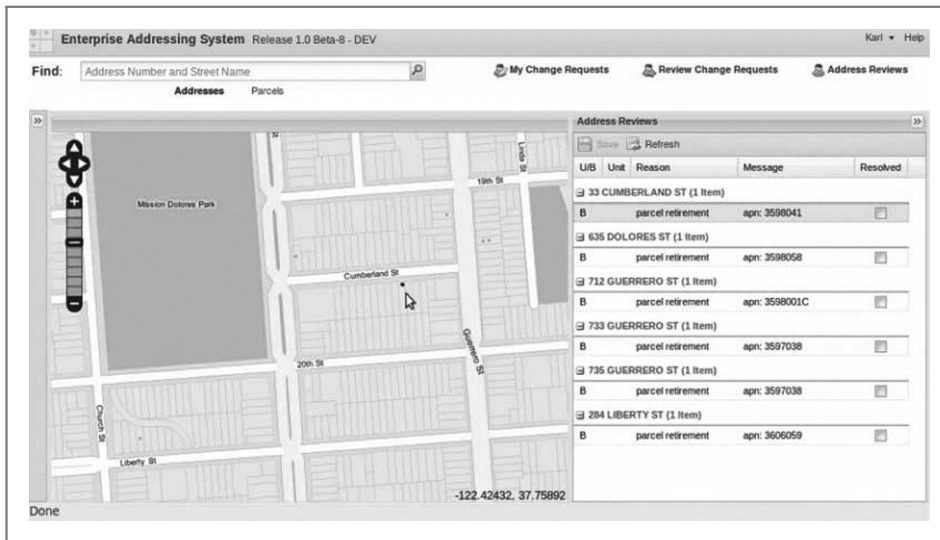 Enterprise Addressing System Release 1.0 Beta-8 - DEV
Karl Help
Find: Address Number and Street Name
My Change Requests Review Change Requests Address Reviews
Addresses Parcels
Address Reviews
Save Refresh
U/B Unit Reason Message Resolved
33 CUMBERLAND ST (1 Item)
B parcel retirement apn: 3598041
635 DOLORES ST (1 Item)
B parcel retirement apn: 3598058
712 GUERRERO ST (1 Item)
B parcel retirement apn: 3598001C
733 GUERRERO ST (1 Item)
B parcel retirement apn: 3597038
735 GUERRERO ST (1 Item)
B parcel retirement apn: 3597038
284 LIBERTY ST (1 Item)
B parcel retirement apn: 3606059
St
Linda St
19th St
Mission Dolores Park
Cumberland St
Guerrero St
20th St
Church St
Liberty St
-122.42432, 37.75892
Done